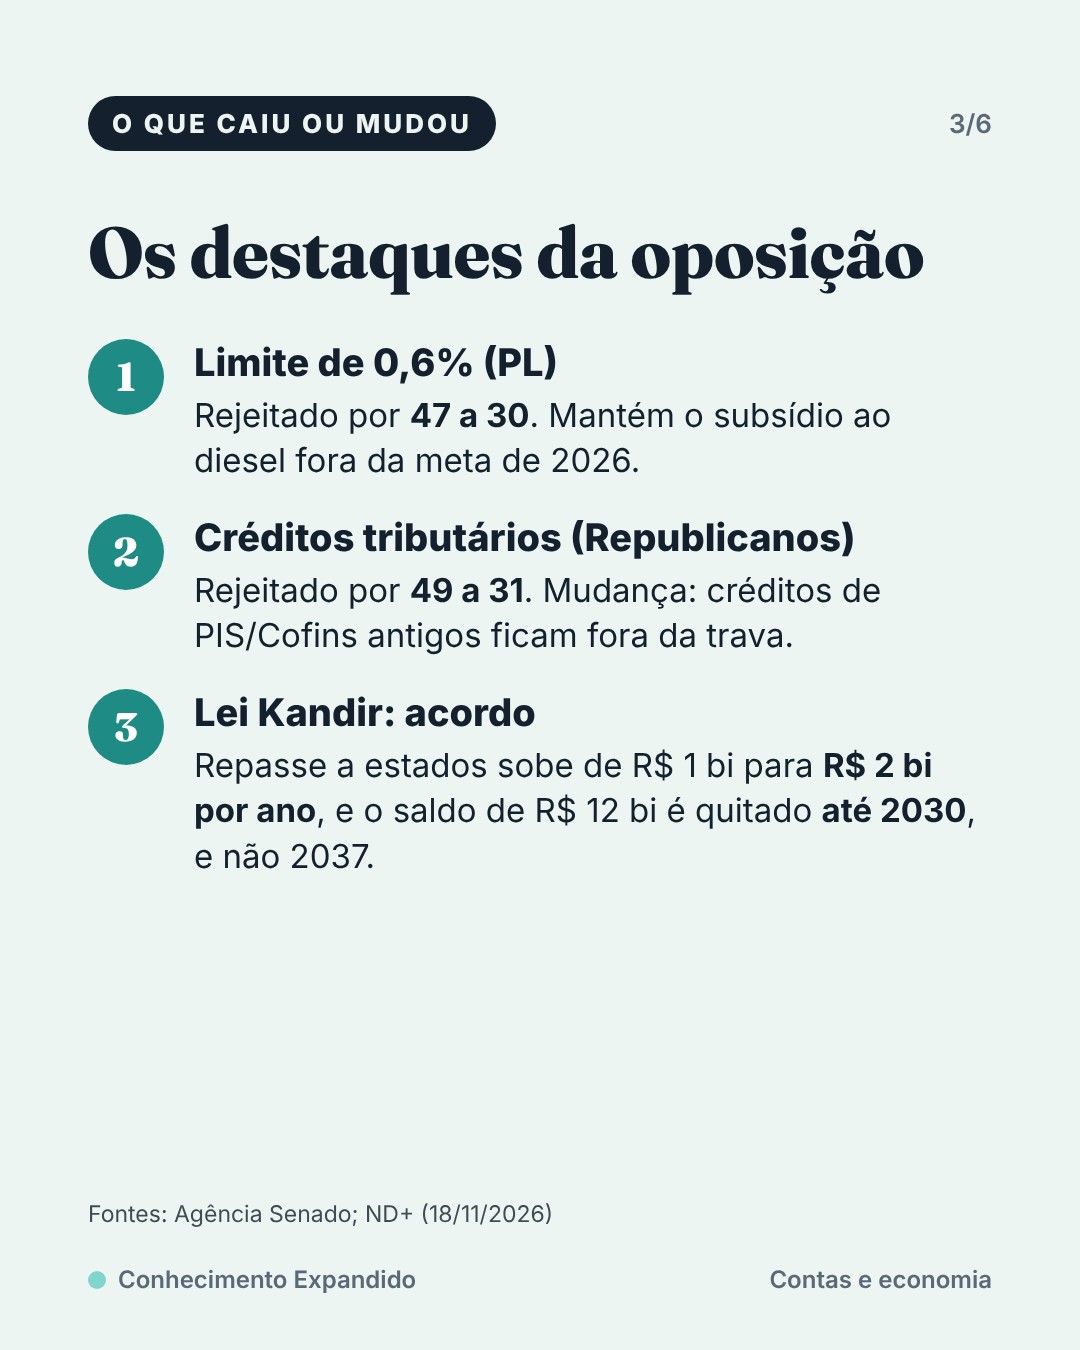 O QUE CAIU OU MUDOU
3/6
Os destaques da oposição
1
Limite de 0,6% (PL)
Rejeitado por 47 a 30. Mantém o subsídio ao
diesel fora da meta de 2026.
2
Créditos tributários (Republicanos)
Rejeitado por 49 a 31. Mudança: créditos de
PIS/Cofins antigos ficam fora da trava.
3
Lei Kandir: acordo
Repasse a estados sobe de R$ 1 bi para R$ 2 bi
por ano, e o saldo de R$ 12 bi é quitado até 2030,
e não 2037.
Fontes: Agência Senado; ND+ (18/11/2026)
Conhecimento Expandido
Contas e economia